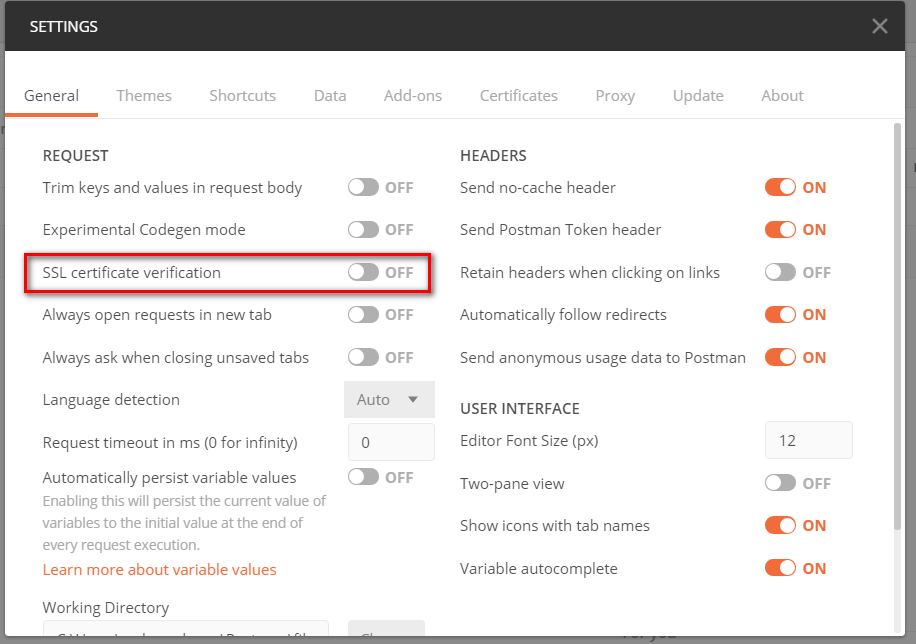 SETTINGS
General Themes Shortcuts Data Add-ons Certificates Proxy Update About
REQUEST
Trim keys and values in request body OFF
Experimental Codegen mode OFF
SSL certificate verification OFF
Always open requests in new tab OFF
Always ask when closing unsaved tabs OFF
Language detection Auto
Request timeout in ms (0 for infinity) 0
Automatically persist variable values OFF
Enabling this will persist the current value of
variables to the initial value at the end of
every request execution.
Learn more about variable values
Working Directory
HEADERS
Send no-cache header ON
Send Postman Token header ON
Retain headers when clicking on links OFF
Automatically follow redirects ON
Send anonymous usage data to Postman ON
USER INTERFACE
Editor Font Size (px) 12
Two-pane view OFF
Show icons with tab names ON
Variable autocomplete ON